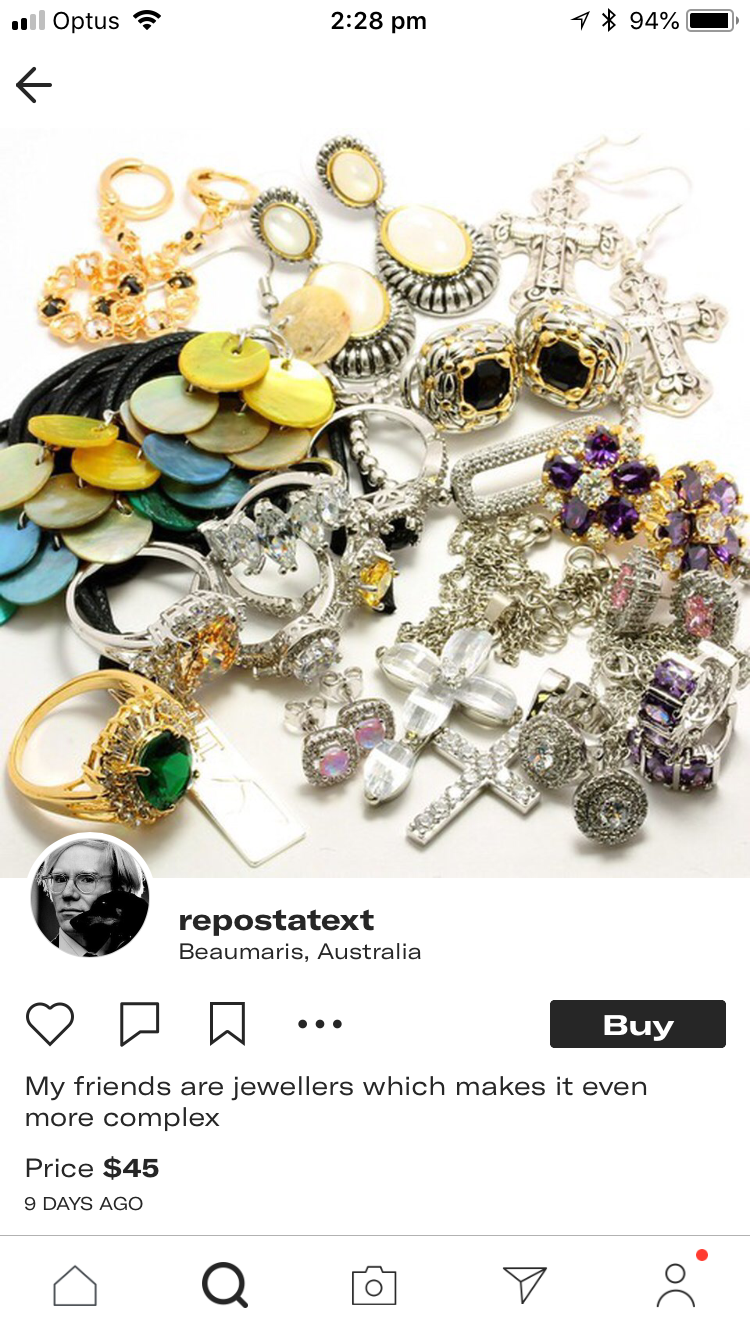 Optus 2:28 pm 94%
repostatext
Beaumaris, Australia
Buy
My friends are jewellers which makes it even
more complex
Price $45
9 DAYS AGO